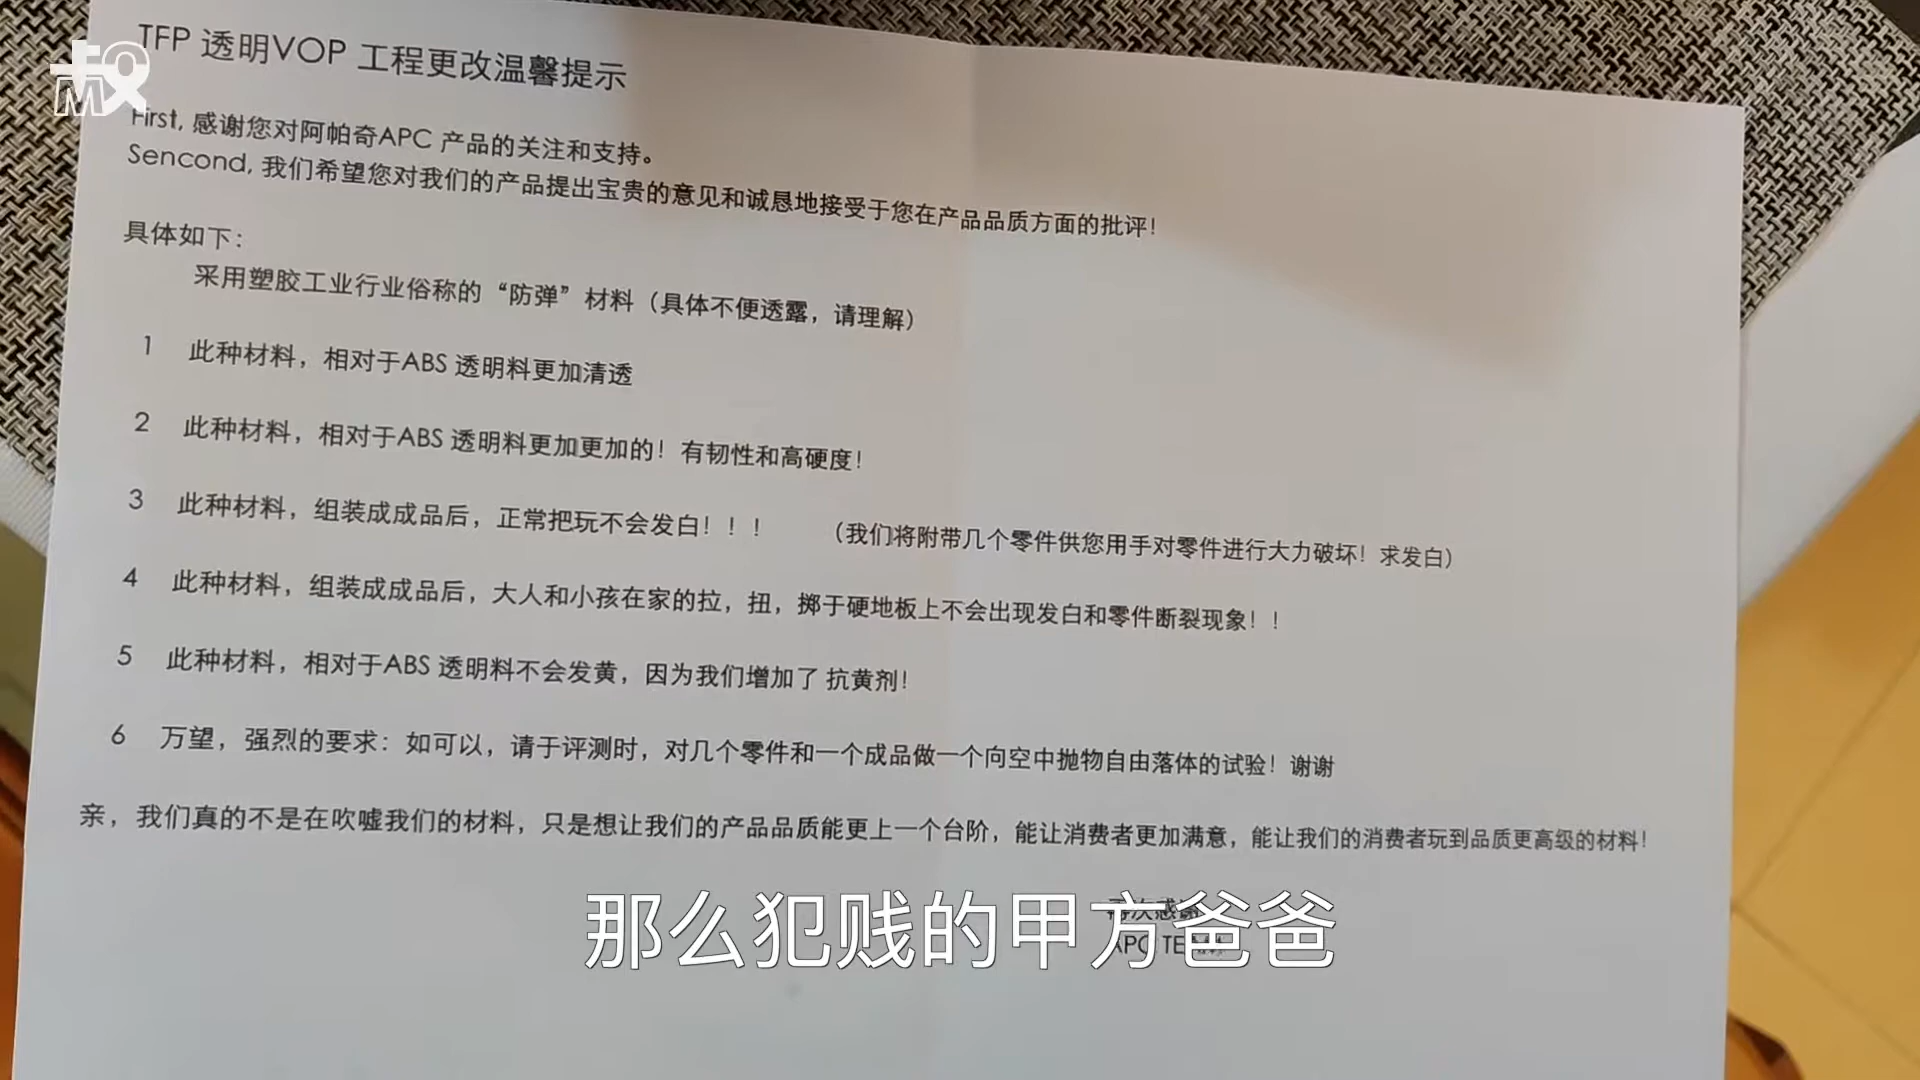 TFP 透明VOP 工程更改温馨提示
First, 感谢您对阿帕奇APC 产品的关注和支持。
Sencond, 我们希望您对我们的产品提出宝贵的意见和诚恳地接受于您在产品品质方面的批评！
具体如下：
采用塑胶工业行业俗称的“防弹”材料（具体不便透露，请理解）
1 此种材料，相对于ABS 透明料更加清透
2 此种材料，相对于ABS 透明料更加更加的！有韧性和高硬度！
3 此种材料，组装成成品后，正常把玩不会发白！！！ （我们将附带几个零件供您用手对零件进行大力破坏！求发白）
4 此种材料，组装成成品后，大人和小孩在家的拉，扭，掷于硬地板上不会出现发白和零件断裂现象！！
5 此种材料，相对于ABS 透明料不会发黄，因为我们增加了 抗黄剂！
6 万望，强烈的要求：如可以，请于评测时，对几个零件和一个成品做一个向空中抛物自由落体的试验！谢谢
亲，我们真的不是在吹嘘我们的材料，只是想让我们的产品品质能更上一个台阶，能让消费者更加满意，能让我们的消费者玩到品质更高级的材料！
再次感谢
APC TEAM
那么犯贱的甲方爸爸